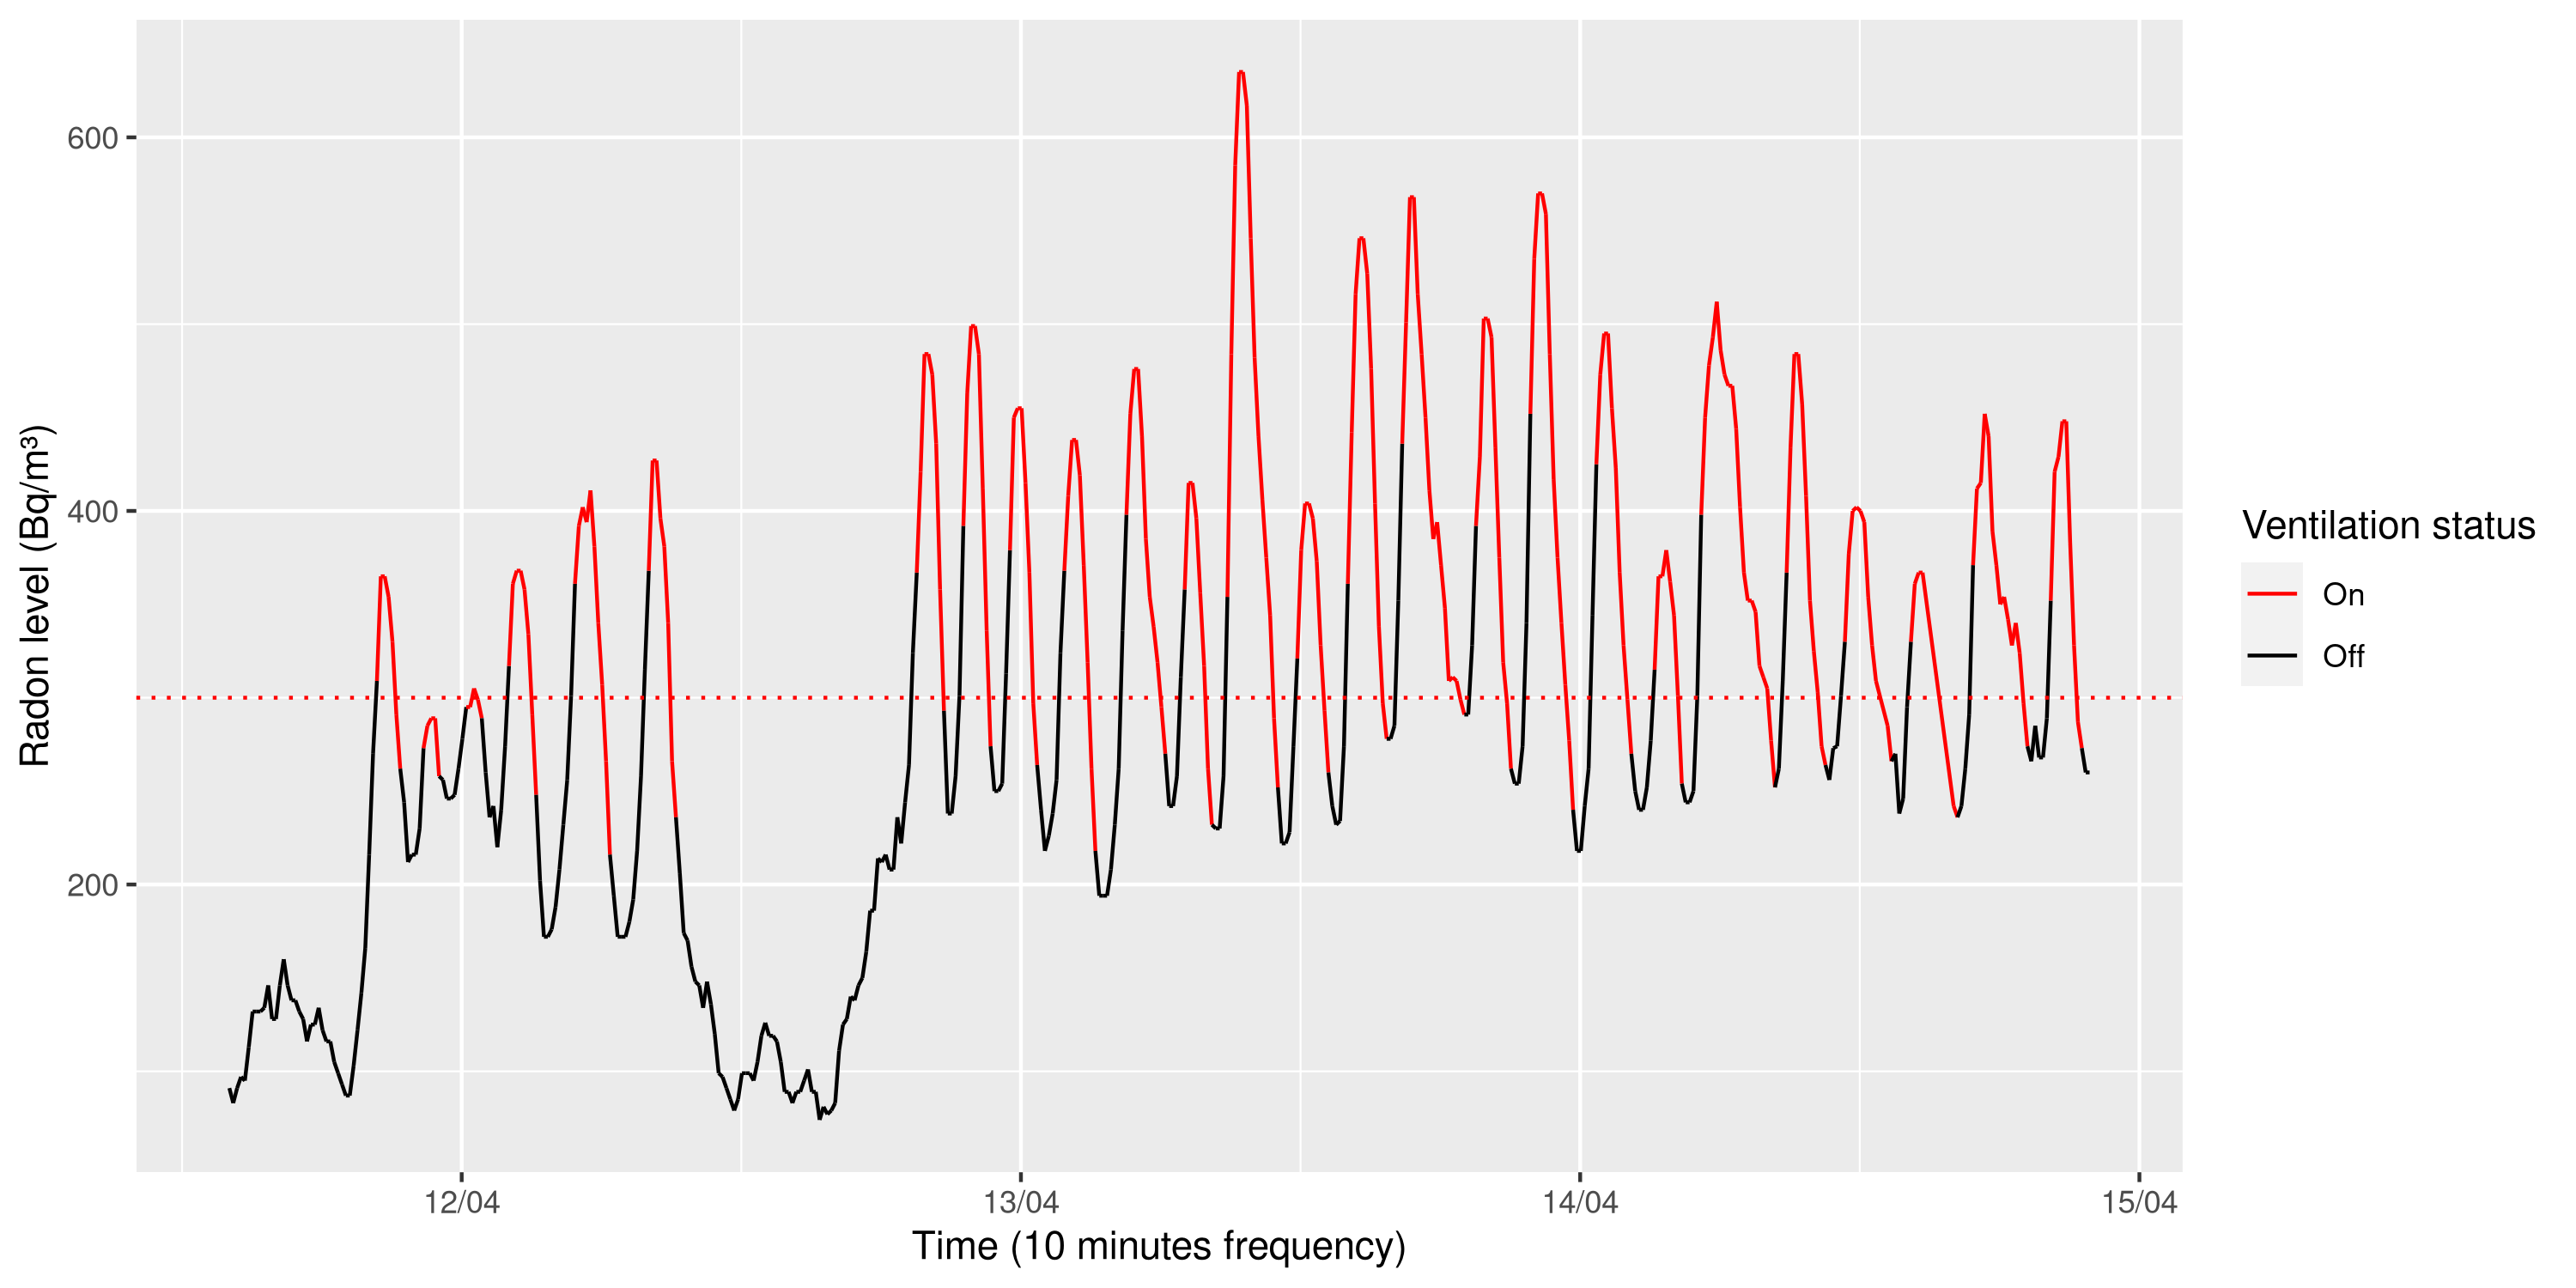 600
400
200
Radon level (Bq/m³)
12/04
13/04
14/04
15/04
Time (10 minutes frequency)
Ventilation status
On
Off